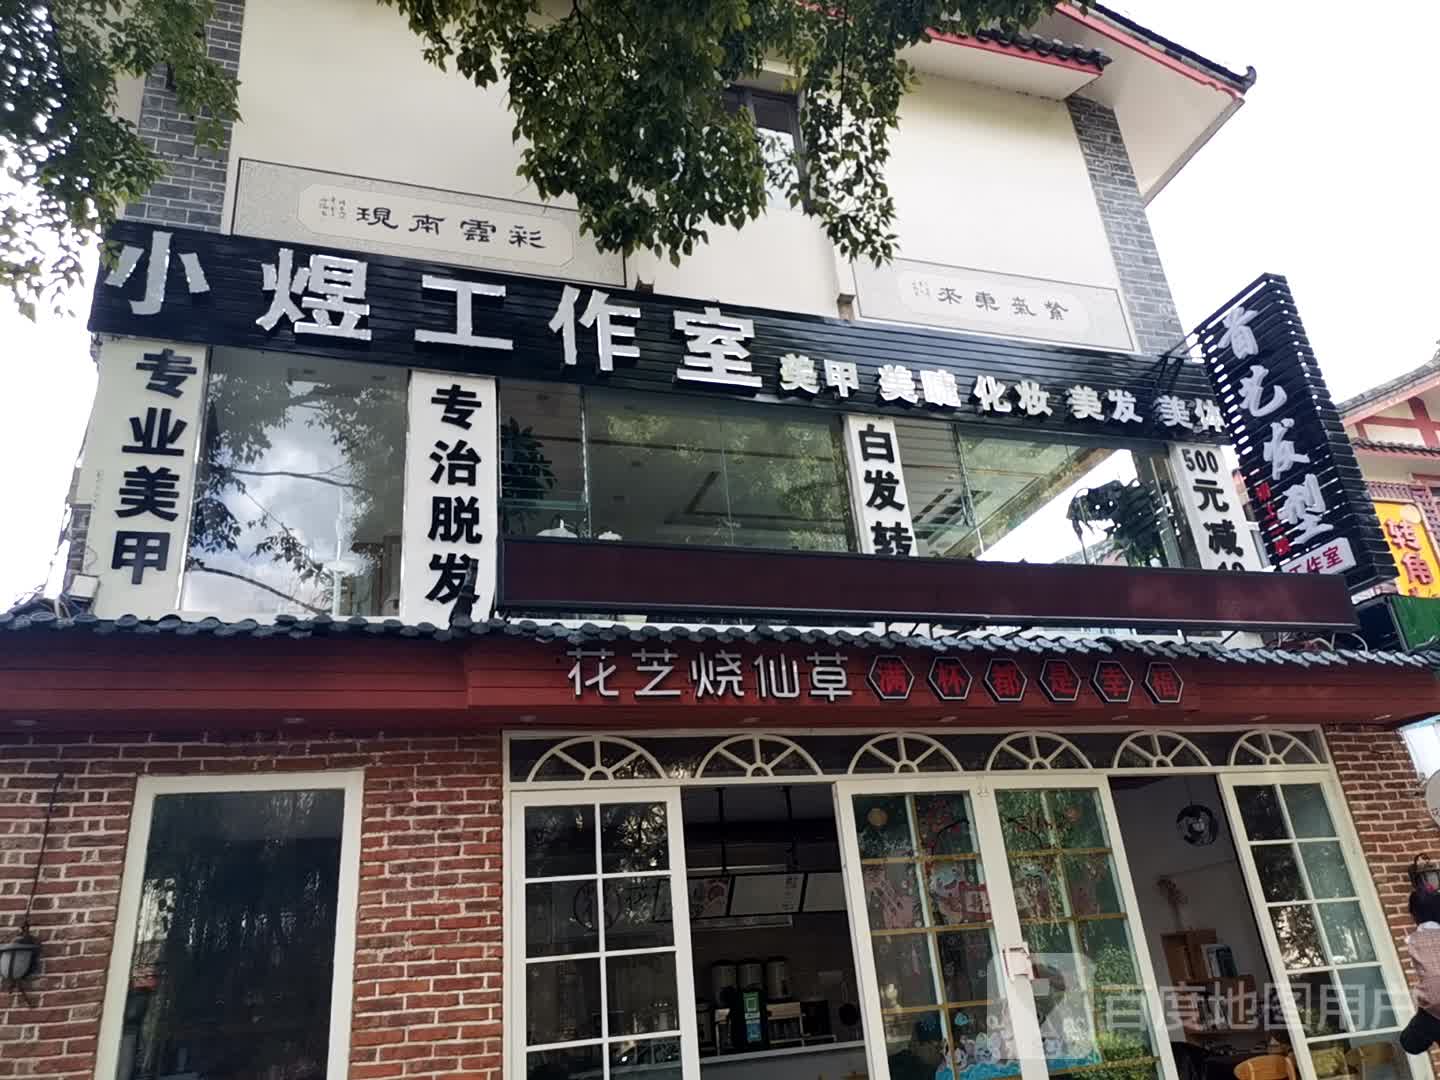 現南雲彩
來東氣紫
小煜工作室
美甲 美睫 化妆 美发 美体
首艺发型
工作室
专业美甲
专治脱发
白发转
500元减
转角
花艺烧仙草
满杯都是幸福
百度地图用户